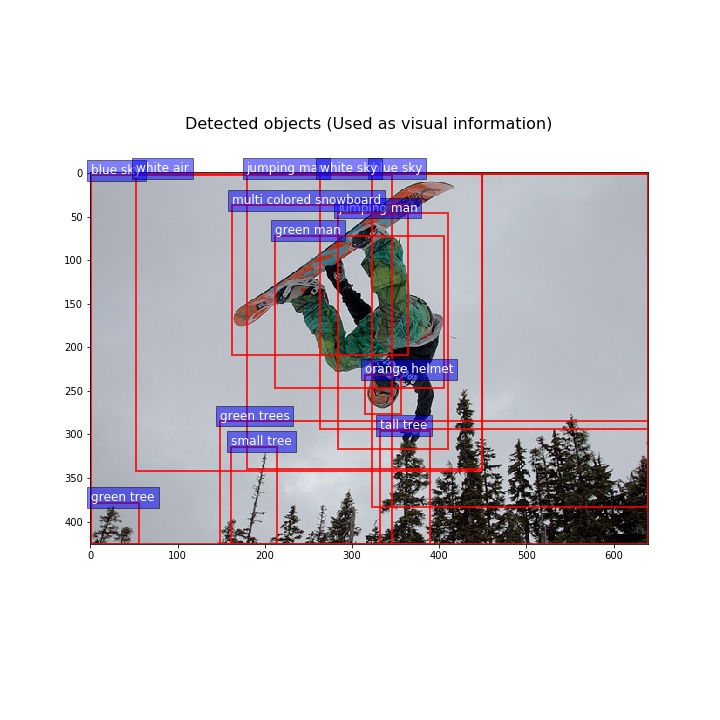 Detected objects (Used as visual information)
blue sky
white air
jumping man
white sky
blue sky
multi colored snowboard
jumping man
green man
orange helmet
green trees
tall tree
small tree
green tree
0
50
100
150
200
250
300
350
400
0 100 200 300 400 500 600